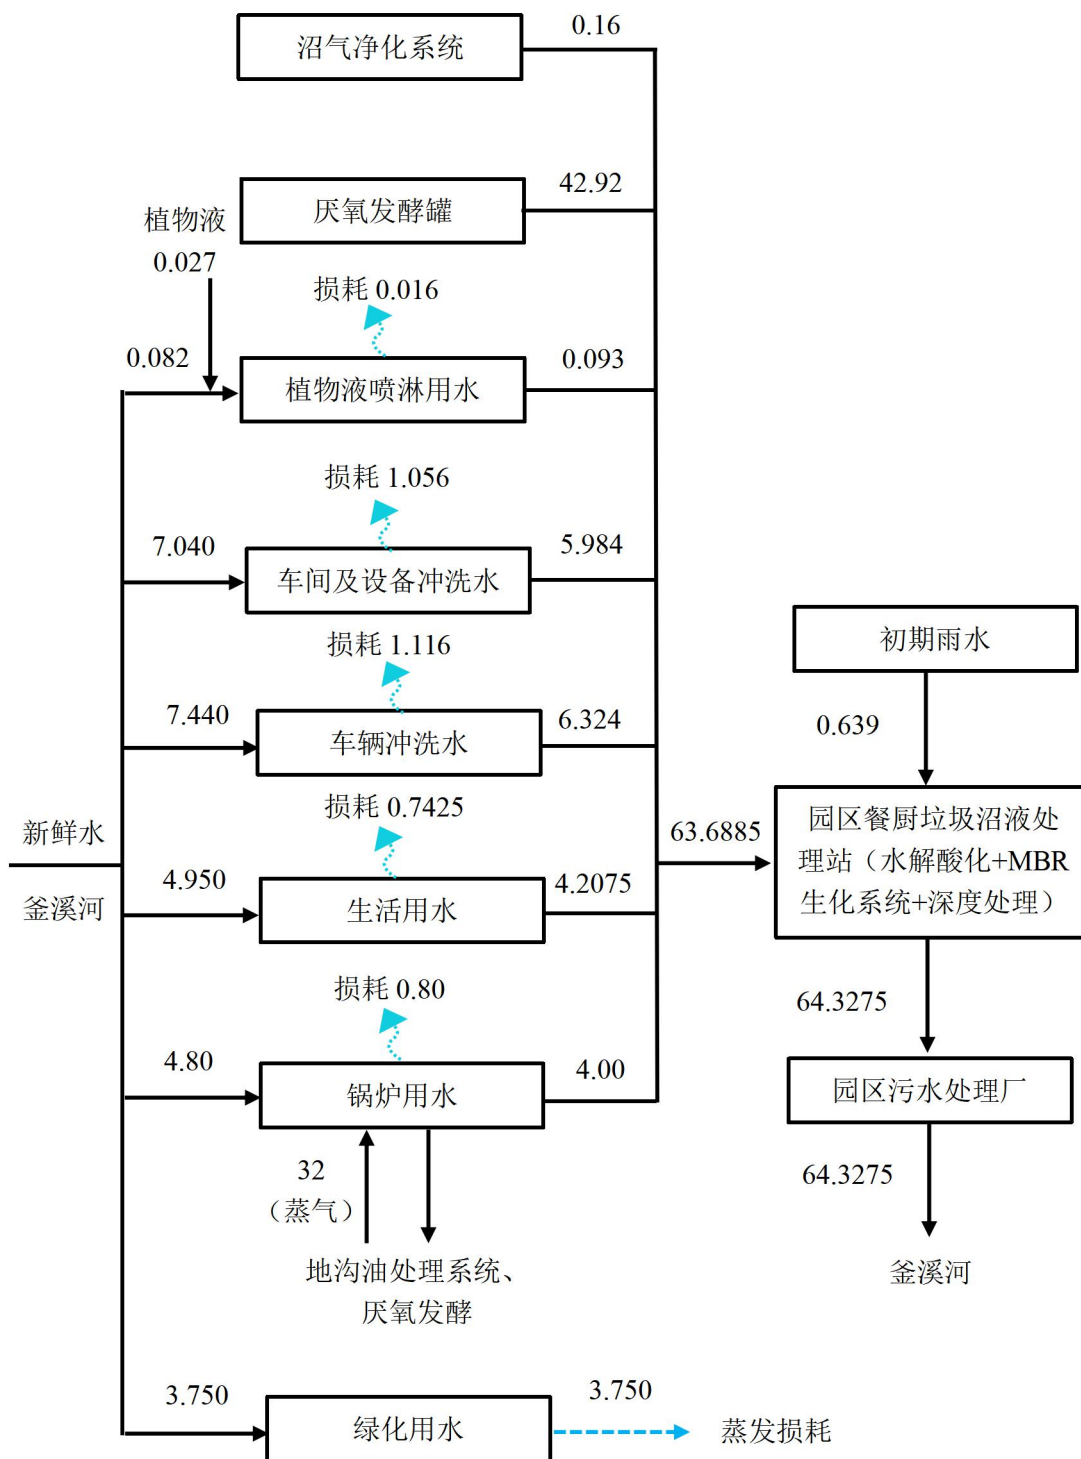 沼气净化系统
0.16
厌氧发酵罐
42.92
植物液
0.027
损耗 0.016
0.082
植物液喷淋用水
0.093
损耗 1.056
7.040
车间及设备冲洗水
5.984
初期雨水
0.639
损耗 1.116
7.440
车辆冲洗水
6.324
损耗 0.7425
新鲜水
釜溪河
4.950
生活用水
4.2075
63.6885
园区餐厨垃圾沼液处
理站（水解酸化+MBR
生化系统+深度处理）
64.3275
损耗 0.80
4.80
锅炉用水
4.00
园区污水处理厂
64.3275
釜溪河
32
（蒸气）
地沟油处理系统、
厌氧发酵
3.750
绿化用水
3.750
蒸发损耗